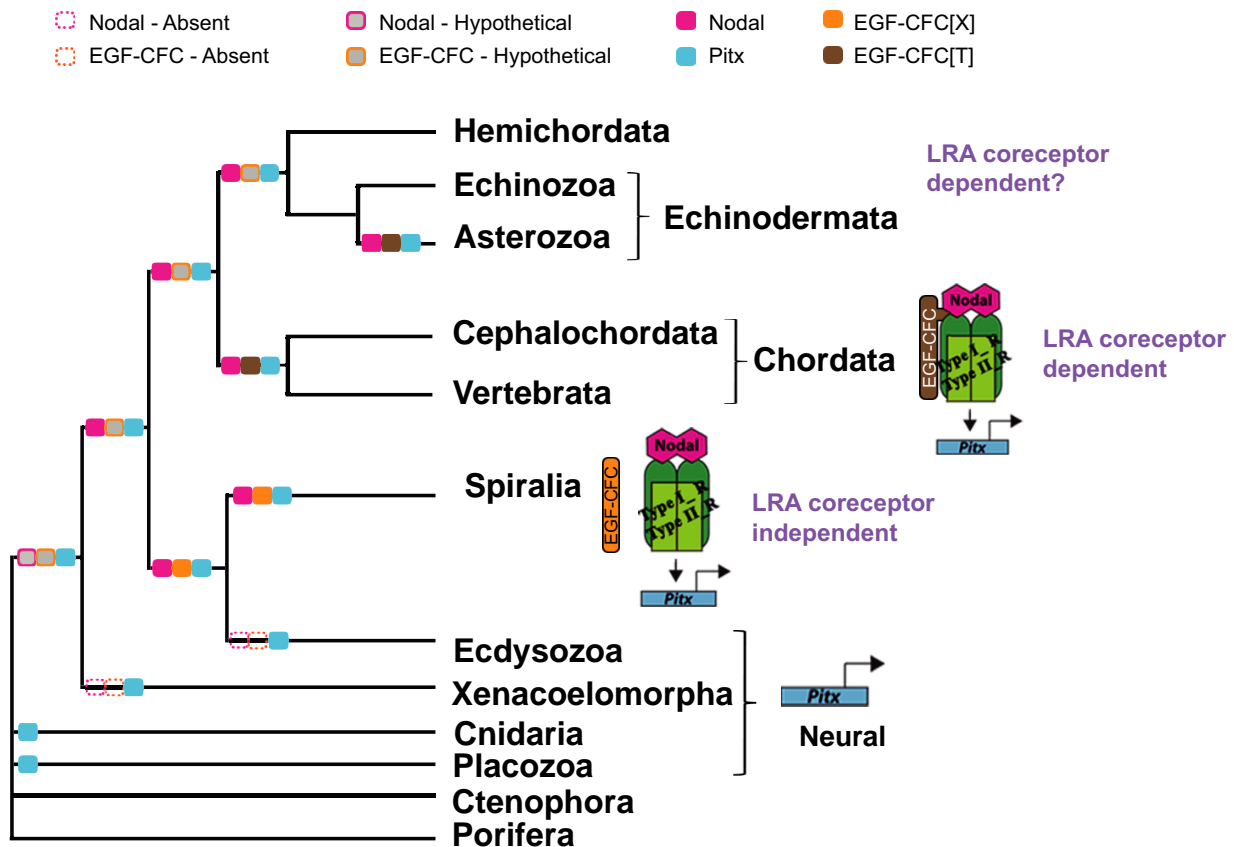 Nodal - Absent
Nodal - Hypothetical
Nodal
EGF-CFC[X]
EGF-CFC - Absent
EGF-CFC - Hypothetical
Pitx
EGF-CFC[T]
Hemichordata
LRA coreceptor
dependent?
Echinozoa
Echinodermata
Asterozoa
Cephalochordata
Chordata
Vertebrata
EGF-CFC
Nodal
Type I_R
Type II_R
Pitx
LRA coreceptor
dependent
Spiralia
EGF-CFC
Nodal
Type I_R
Type II_R
Pitx
LRA coreceptor
independent
Ecdysozoa
Xenacoelomorpha
Cnidaria
Placozoa
Pitx
Neural
Ctenophora
Porifera